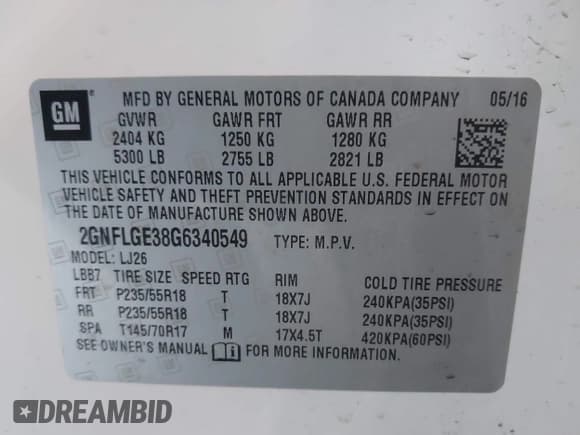 GM
MFD BY GENERAL MOTORS OF CANADA COMPANY 05/16
GVWR GAWR FRT GAWR RR
2404 KG 1250 KG 1280 KG
5300 LB 2755 LB 2821 LB
THIS VEHICLE CONFORMS TO ALL APPLICABLE U.S. FEDERAL MOTOR
VEHICLE SAFETY AND THEFT PREVENTION STANDARDS IN EFFECT ON
THE DATE OF MANUFACTURE SHOWN ABOVE.
2GNFLGE38G6340549 TYPE: M.P.V.
MODEL: LJ26
LBB7 TIRE SIZE SPEED RTG RIM COLD TIRE PRESSURE
FRT P235/55R18 T 18X7J 240KPA(35PSI)
RR P235/55R18 T 18X7J 240KPA(35PSI)
SPA T145/70R17 M 17X4.5T 420KPA(60PSI)
SEE OWNER'S MANUAL i FOR MORE INFORMATION.
DREAMBID